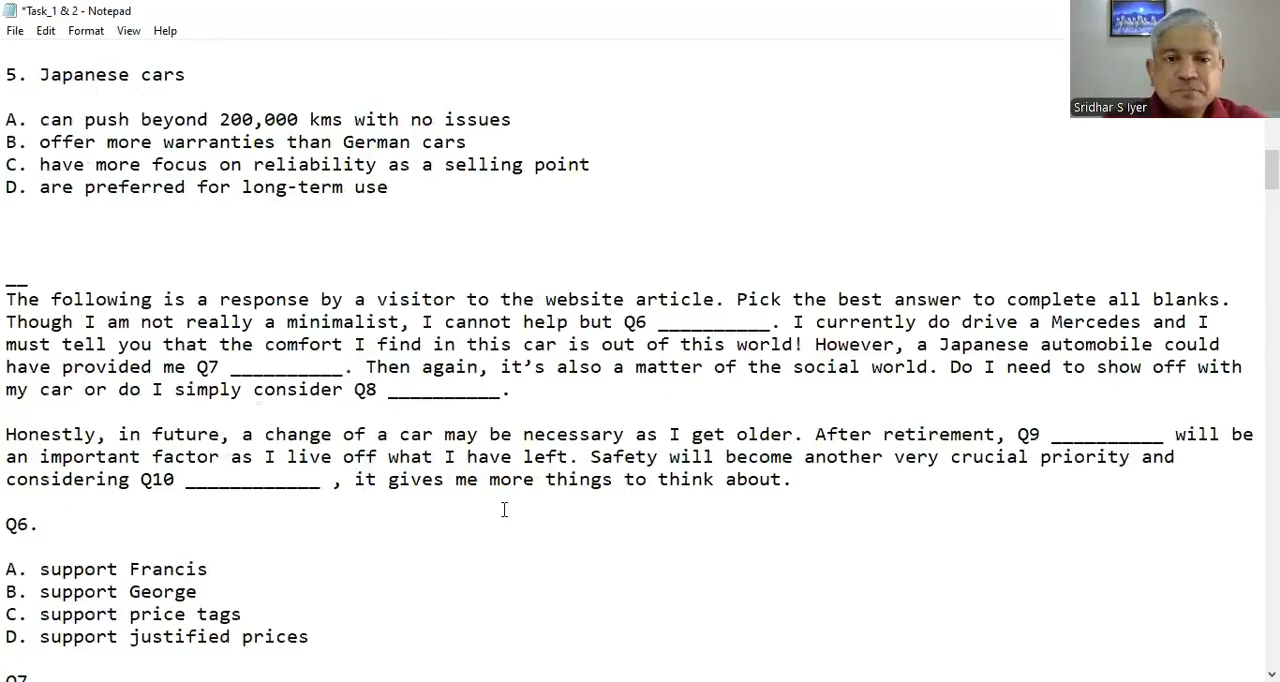 *Task_1 & 2 - Notepad
File Edit Format View Help
Sridhar S Iyer
5. Japanese cars
A. can push beyond 200,000 kms with no issues
B. offer more warranties than German cars
C. have more focus on reliability as a selling point
D. are preferred for long-term use
__
The following is a response by a visitor to the website article. Pick the best answer to complete all blanks.
Though I am not really a minimalist, I cannot help but Q6 __________. I currently do drive a Mercedes and I
must tell you that the comfort I find in this car is out of this world! However, a Japanese automobile could
have provided me Q7 __________. Then again, it’s also a matter of the social world. Do I need to show off with
my car or do I simply consider Q8 __________.
Honestly, in future, a change of a car may be necessary as I get older. After retirement, Q9 __________ will be
an important factor as I live off what I have left. Safety will become another very crucial priority and
considering Q10 ____________ , it gives me more things to think about.
Q6.
A. support Francis
B. support George
C. support price tags
D. support justified prices
Q7